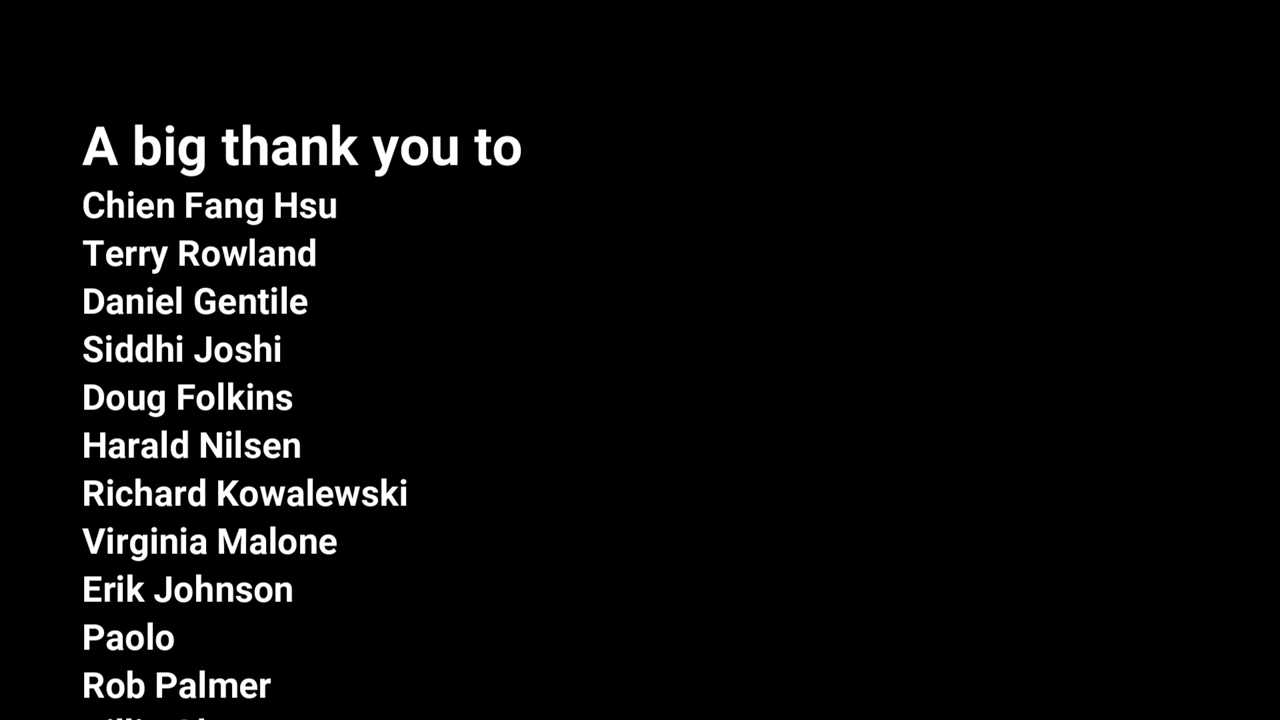 A big thank you to
Chien Fang Hsu
Terry Rowland
Daniel Gentile
Siddhi Joshi
Doug Folkins
Harald Nilsen
Richard Kowalewski
Virginia Malone
Erik Johnson
Paolo
Rob Palmer